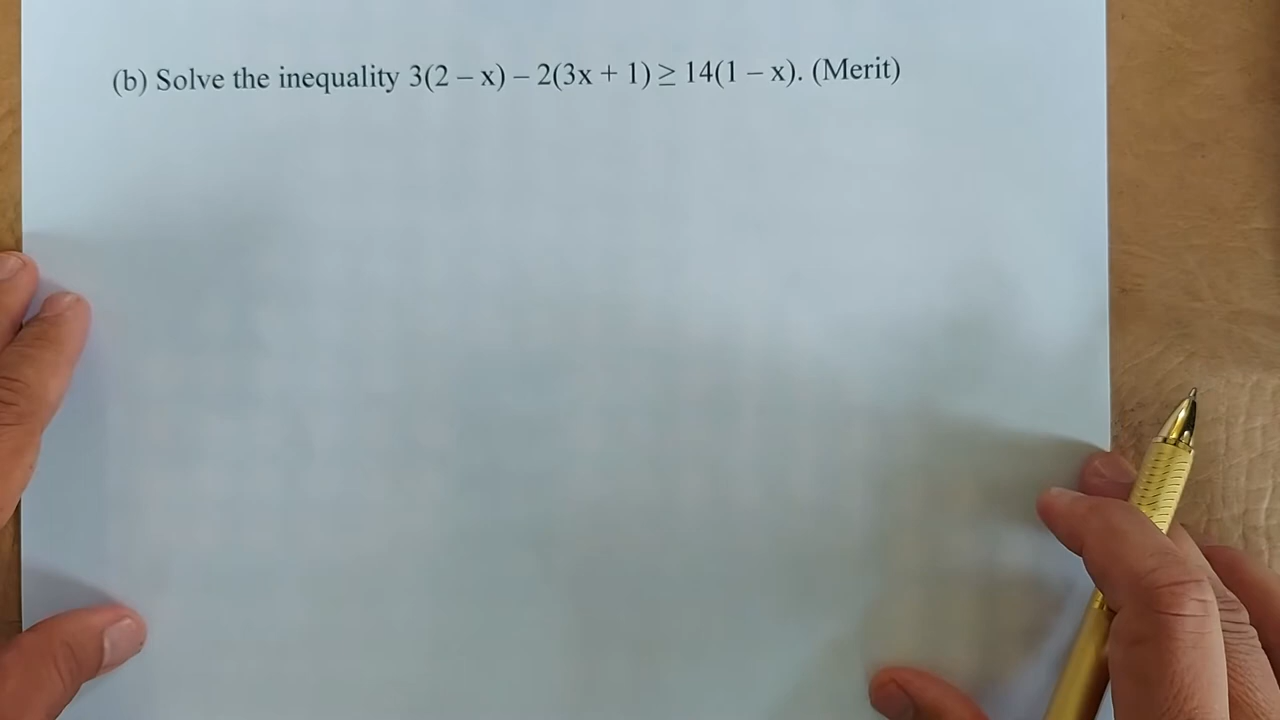 (b) Solve the inequality 3(2 – x) – 2(3x + 1) ≥ 14(1 – x). (Merit)